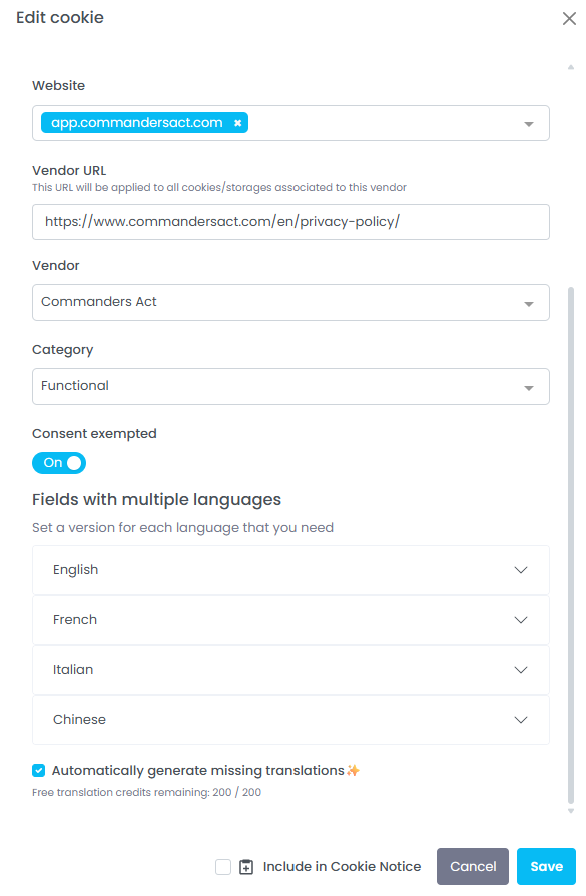 Edit cookie
Website
app.commandersact.com ×
Vendor URL
This URL will be applied to all cookies/storages associated to this vendor
https://www.commandersact.com/en/privacy-policy/
Vendor
Commanders Act
Category
Functional
Consent exempted
On
Fields with multiple languages
Set a version for each language that you need
English
French
Italian
Chinese
Automatically generate missing translations✨
Free translation credits remaining: 200 / 200
Include in Cookie Notice
Cancel
Save